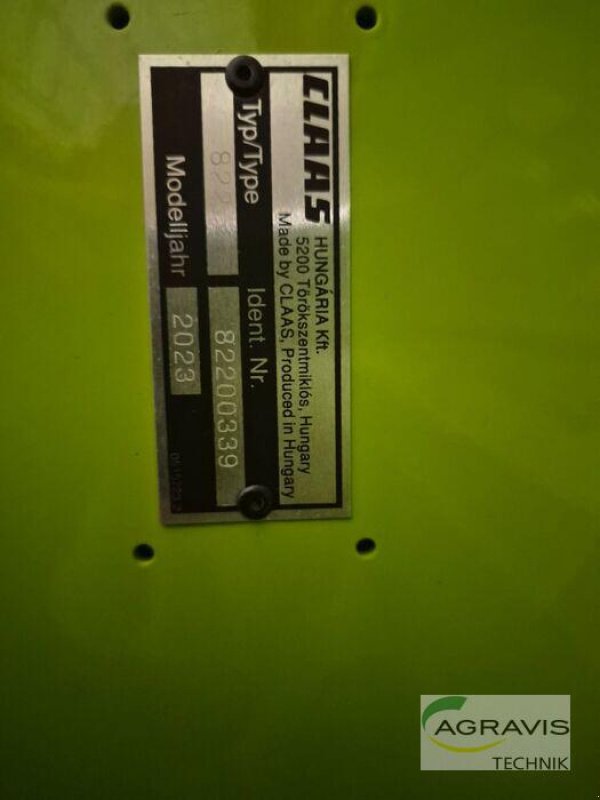 CLAAS
HUNGÁRIA Kft.
5200 Törökszentmiklós, Hungary
Made by CLAAS, Produced in Hungary
Typ/Type
Ident. Nr.
82200339
Modelljahr
2023
AGRAVIS
TECHNIK